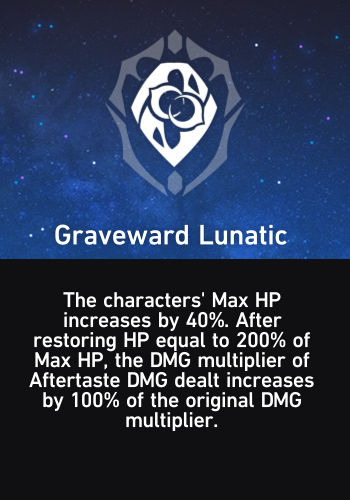 Graveward Lunatic
The characters' Max HP
increases by 40%. After
restoring HP equal to 200% of
Max HP, the DMG multiplier of
Aftertaste DMG dealt increases
by 100% of the original DMG
multiplier.